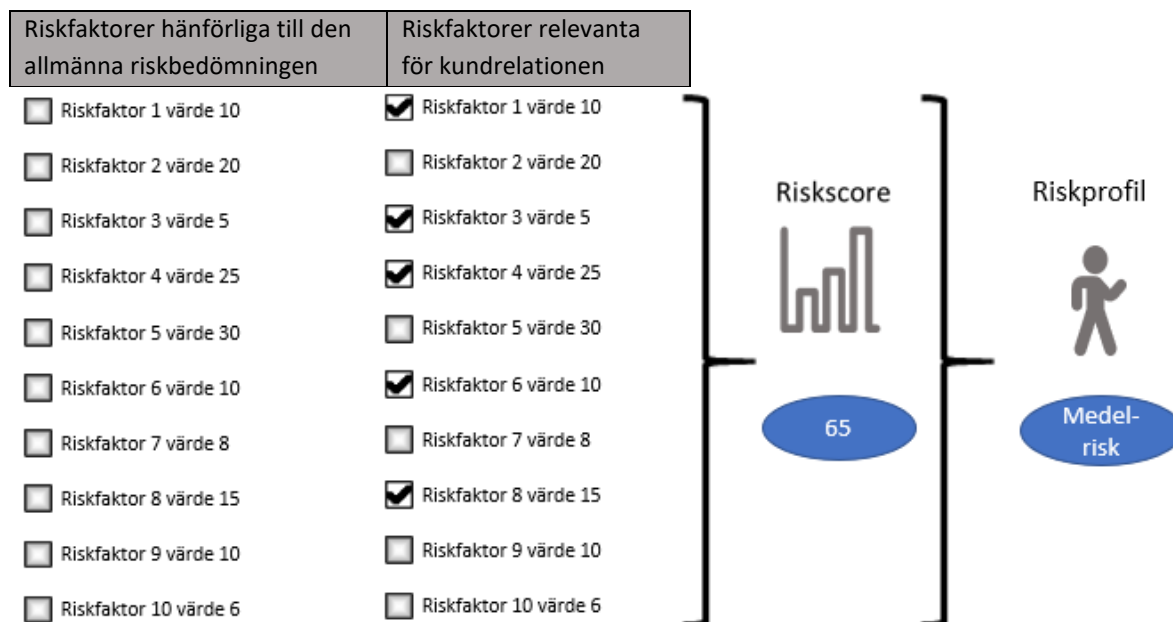 Riskfaktorer hänförliga till den
allmänna riskbedömningen
Riskfaktorer relevanta
för kundrelationen
Riskfaktor 1 värde 10
Riskfaktor 2 värde 20
Riskfaktor 3 värde 5
Riskfaktor 4 värde 25
Riskfaktor 5 värde 30
Riskfaktor 6 värde 10
Riskfaktor 7 värde 8
Riskfaktor 8 värde 15
Riskfaktor 9 värde 10
Riskfaktor 10 värde 6
Riskfaktor 1 värde 10
Riskfaktor 2 värde 20
Riskfaktor 3 värde 5
Riskfaktor 4 värde 25
Riskfaktor 5 värde 30
Riskfaktor 6 värde 10
Riskfaktor 7 värde 8
Riskfaktor 8 värde 15
Riskfaktor 9 värde 10
Riskfaktor 10 värde 6
Riskscore
65
Riskprofil
Medel-
risk